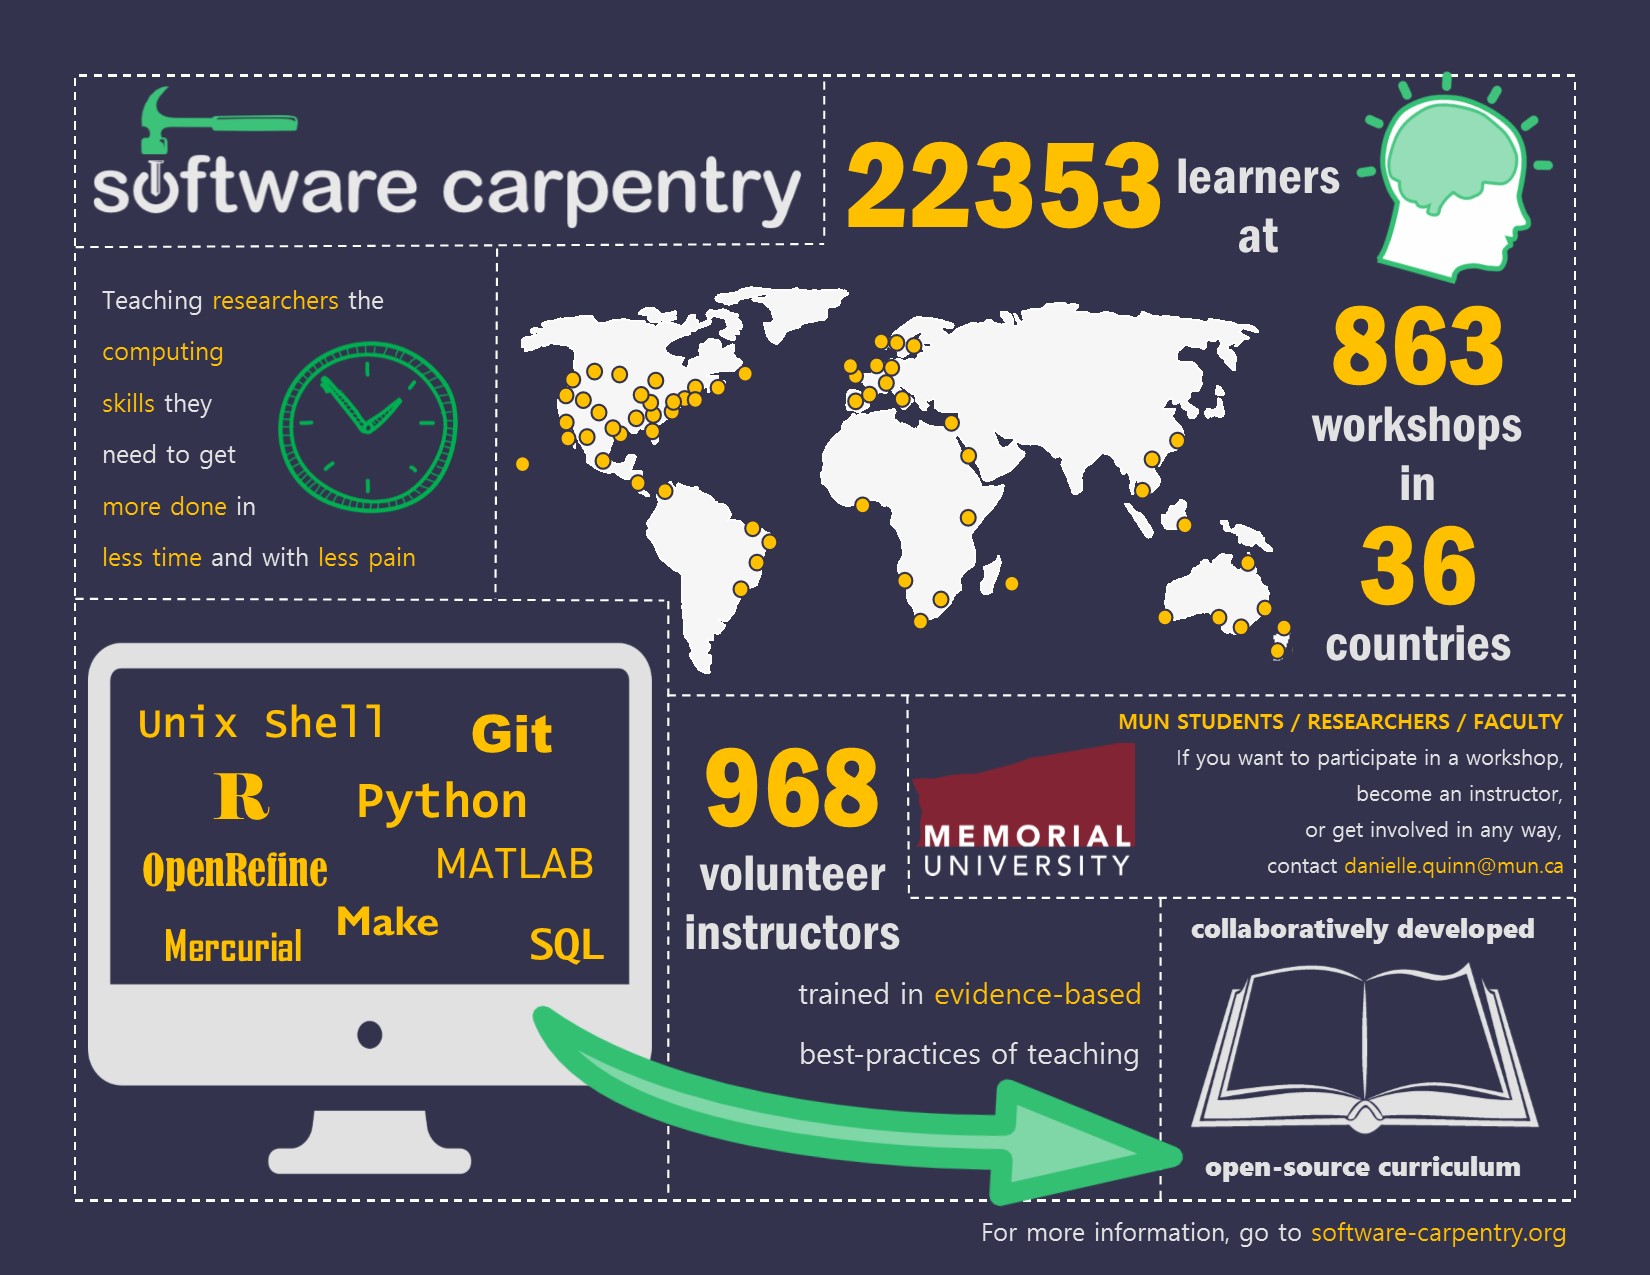 software carpentry
22353 learners
at
863
workshops
in
36
countries
Teaching researchers the
computing
skills they
need to get
more done in
less time and with less pain
Unix Shell
Git
R
Python
OpenRefine
MATLAB
Make
Mercurial
SQL
968
volunteer
instructors
trained in evidence-based
best-practices of teaching
MEMORIAL
UNIVERSITY
MUN STUDENTS / RESEARCHERS / FACULTY
If you want to participate in a workshop,
become an instructor,
or get involved in any way,
contact danielle.quinn@mun.ca
collaboratively developed
open-source curriculum
For more information, go to software-carpentry.org